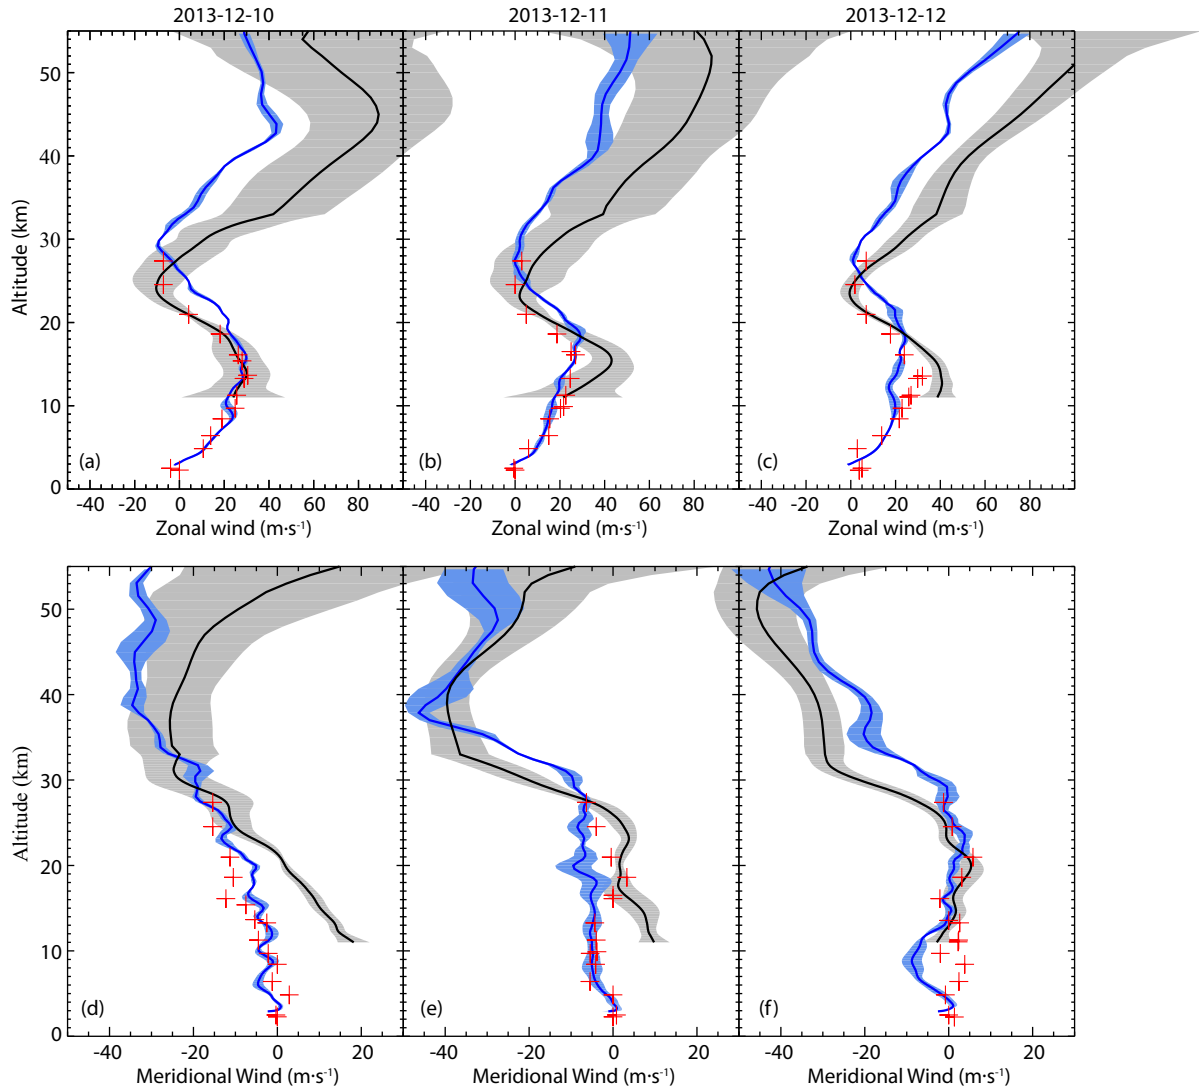 2013-12-10 2013-12-11 2013-12-12
50
40
30
20
10
0
Altitude (km)
(a) (b) (c)
-40 -20 0 20 40 60 80 -40 -20 0 20 40 60 80 -40 -20 0 20 40 60 80
Zonal wind (m·s⁻¹) Zonal wind (m·s⁻¹) Zonal wind (m·s⁻¹)
50
40
30
20
10
0
Altitude (km)
(d) (e) (f)
-40 -20 0 20 -40 -20 0 20 -40 -20 0 20
Meridional Wind (m·s⁻¹) Meridional Wind (m·s⁻¹) Meridional Wind (m·s⁻¹)